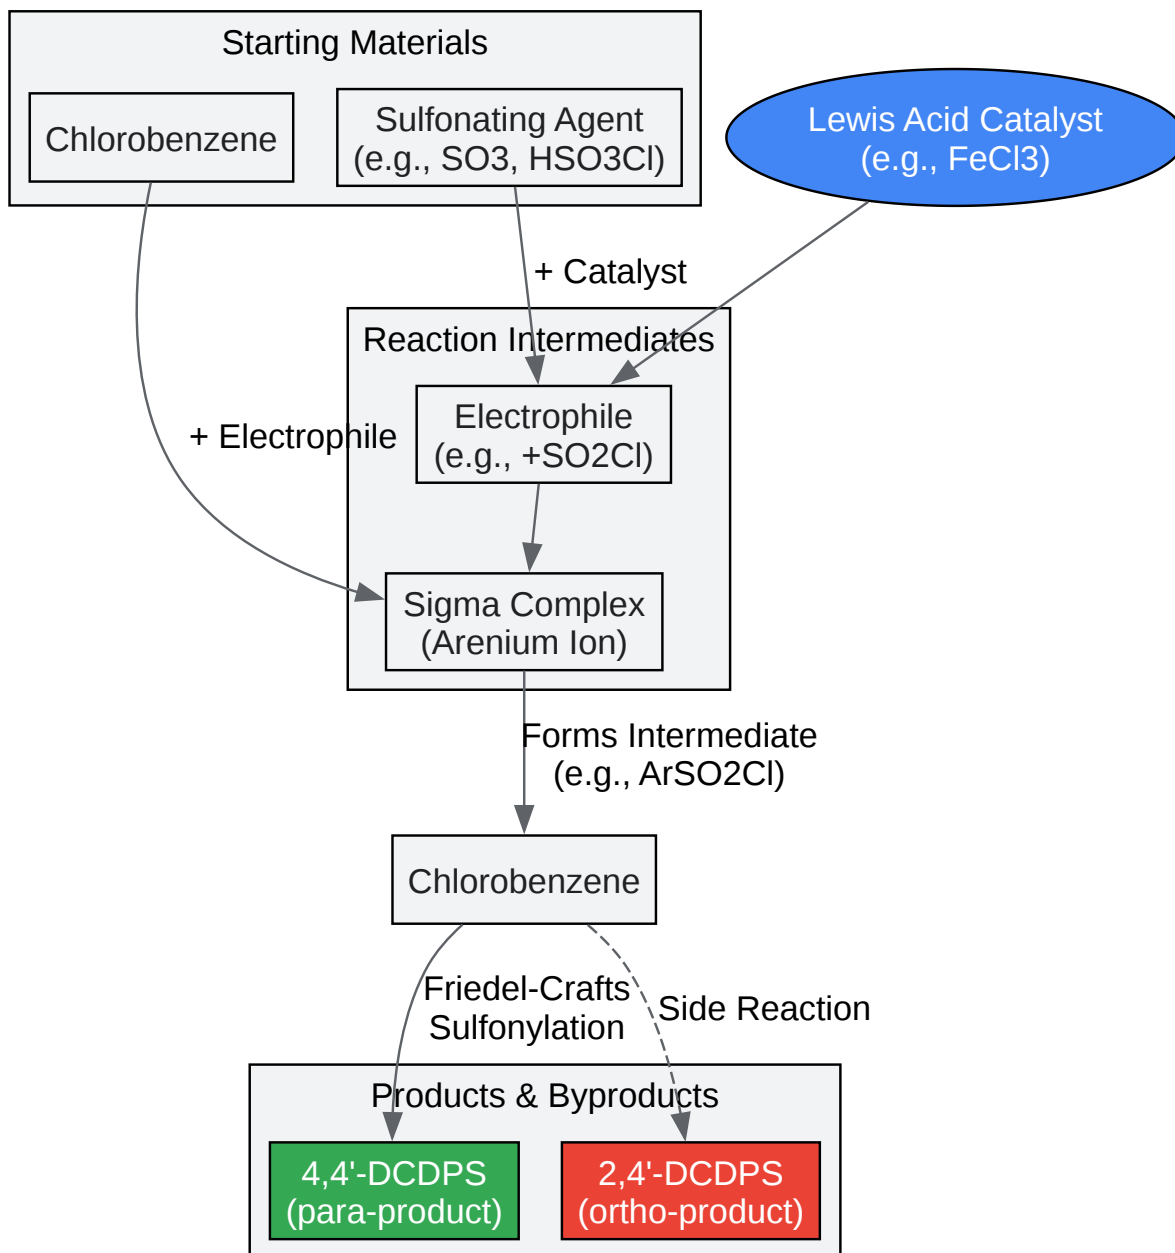 Starting Materials
Chlorobenzene
Sulfonating Agent
(e.g., SO3, HSO3Cl)
Lewis Acid Catalyst
(e.g., FeCl3)
+ Catalyst
Reaction Intermediates
+ Electrophile
Electrophile
(e.g., +SO2Cl)
Sigma Complex
(Arenium Ion)
Forms Intermediate
(e.g., ArSO2Cl)
Chlorobenzene
Friedel-Crafts
Sulfonylation
Side Reaction
Products & Byproducts
4,4'-DCDPS
(para-product)
2,4'-DCDPS
(ortho-product)